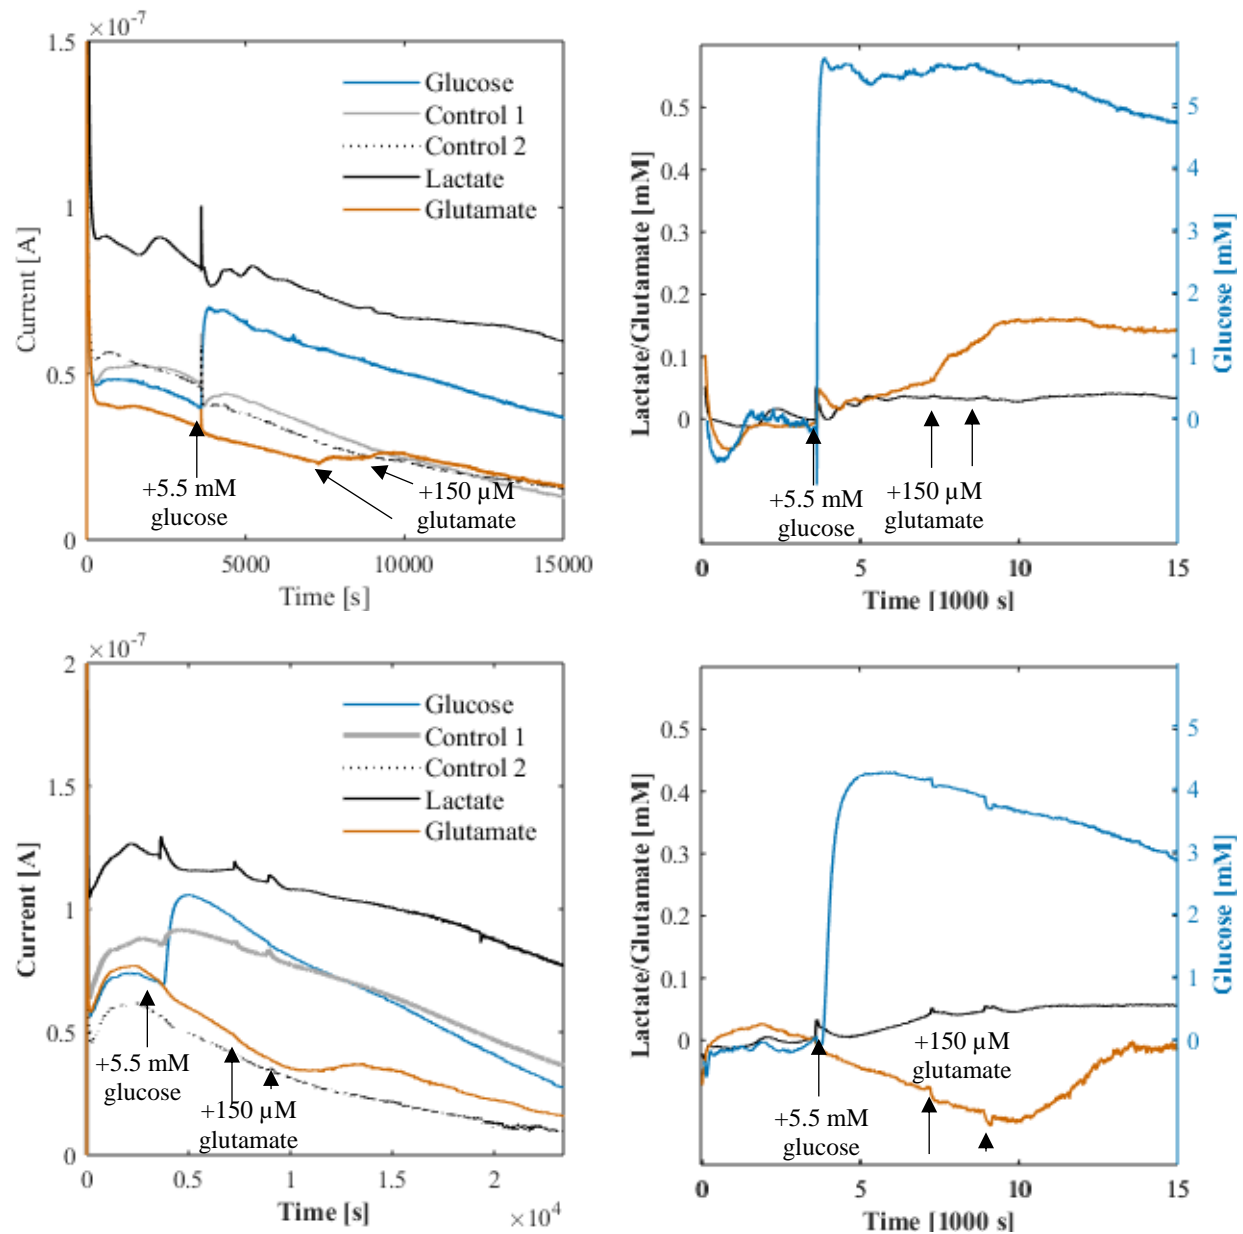 ×10⁻⁷
1.5
1
0.5
0
Current [A]
Glucose
Control 1
Control 2
Lactate
Glutamate
+5.5 mM
glucose
+150 µM
glutamate
0
5000
10000
15000
Time [s]
0.5
0.4
0.3
0.2
0.1
0
Lactate/Glutamate [mM]
5
4
3
2
1
0
Glucose [mM]
+5.5 mM
glucose
+150 µM
glutamate
0
5
10
15
Time [1000 s]
×10⁻⁷
2
1.5
1
0.5
0
Current [A]
Glucose
Control 1
Control 2
Lactate
Glutamate
+5.5 mM
glucose
+150 µM
glutamate
0
0.5
1
1.5
2
Time [s]
×10⁴
0.5
0.4
0.3
0.2
0.1
0
Lactate/Glutamate [mM]
5
4
3
2
1
0
Glucose [mM]
+150 µM
glutamate
+5.5 mM
glucose
0
5
10
15
Time [1000 s]